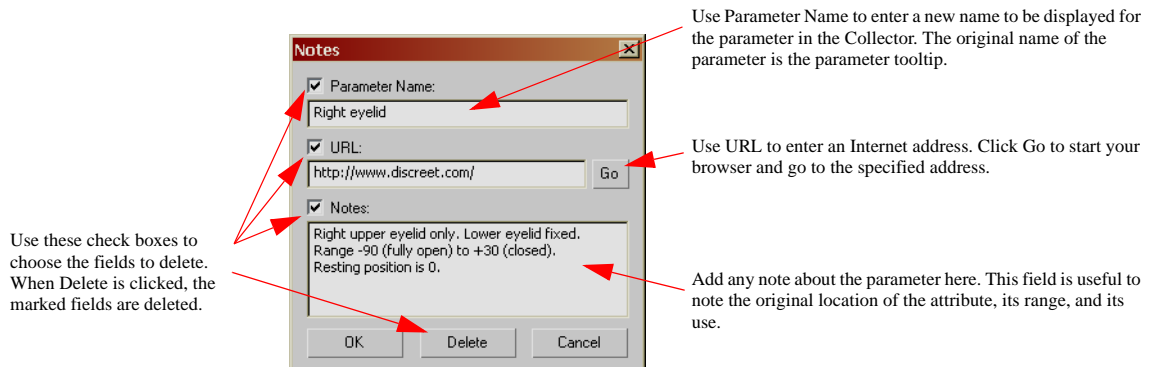 Use Parameter Name to enter a new name to be displayed for
the parameter in the Collector. The original name of the
parameter is the parameter tooltip.
Notes
Parameter Name:
Right eyelid
URL:
http://www.discreet.com/
Go
Use URL to enter an Internet address. Click Go to start your
browser and go to the specified address.
Notes:
Right upper eyelid only. Lower eyelid fixed.
Range -90 (fully open) to +30 (closed).
Resting position is 0.
Use these check boxes to
choose the fields to delete.
When Delete is clicked, the
marked fields are deleted.
Add any note about the parameter here. This field is useful to
note the original location of the attribute, its range, and its
use.
OK
Delete
Cancel